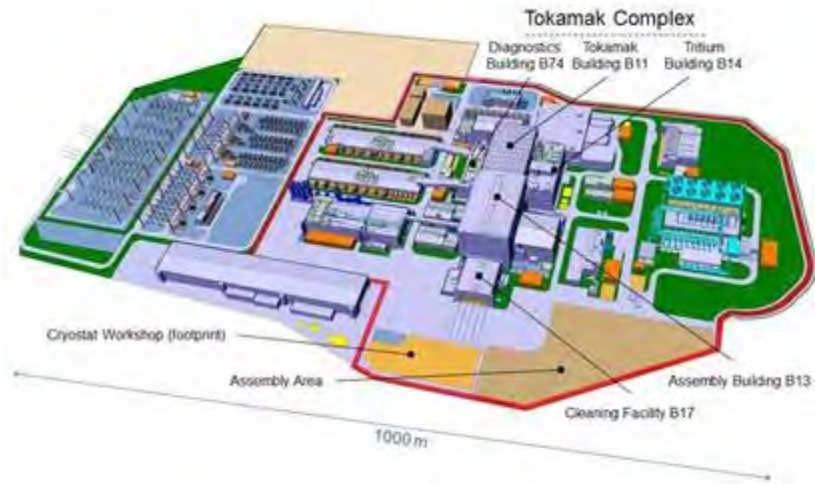 Tokamak Complex
Diagnostics
Building B74
Tokamak
Building B11
Tritium
Building B14
Cryostat Workshop (footprint)
Assembly Area
Assembly Building B13
Cleaning Facility B17
1000 m